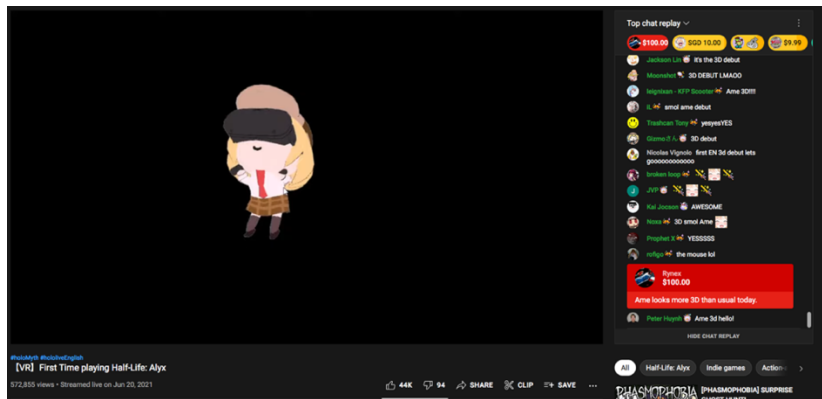 Top chat replay
$100.00
SGD 10.00
$9.99
Jackson Lin It's the 3D debut
Moonshot 3D DEBUT LMAOO
leignisan - KFP Scooter Ame 3D!!!!
iL smol ame debut
Trashcan Tony yesyesYES
3D debut
Nicolas Vignolo first EN 3d debut lets
gooooooooooooo
broken loop
JVP
Kai Jocson AWESOME
Noxs 3D smol Ame
Prophet X YESSSSS
rofigo the mouse lol
Rynex
$100.00
Ame looks more 3D than usual today.
Peter Huynh Ame 3d hello!
HIDE CHAT REPLAY
#holoMyth #hololiveEnglish
【VR】First Time playing Half-Life: Alyx
572,855 views • Streamed live on Jun 20, 2021
44K
94
SHARE
CLIP
SAVE
All
Half-Life: Alyx
Indie games
Action-
PHASMOPHOBIA
[PHASMOPHOBIA] SURPRISE
GHOST HUNT!